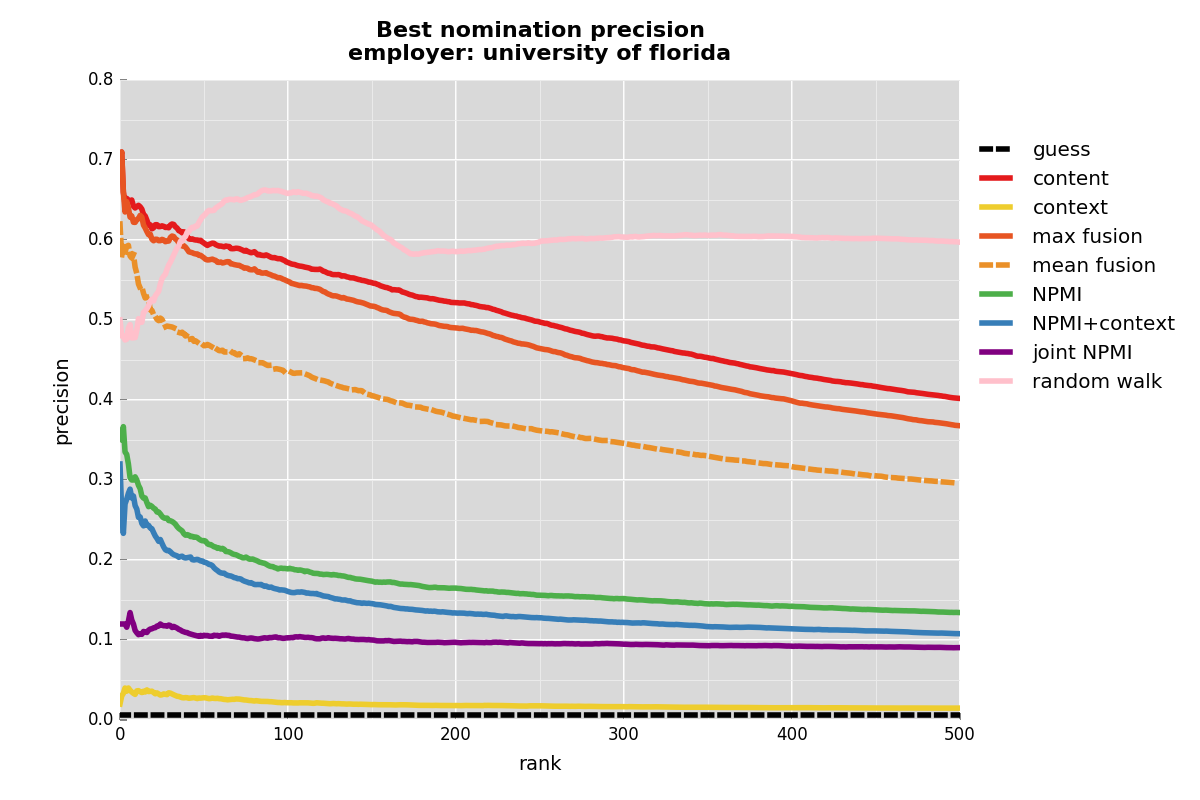 Best nomination precision
employer: university of florida
precision
0.8
0.7
0.6
0.5
0.4
0.3
0.2
0.1
0.0
0 100 200 300 400 500
rank
guess
content
context
max fusion
mean fusion
NPMI
NPMI+context
joint NPMI
random walk